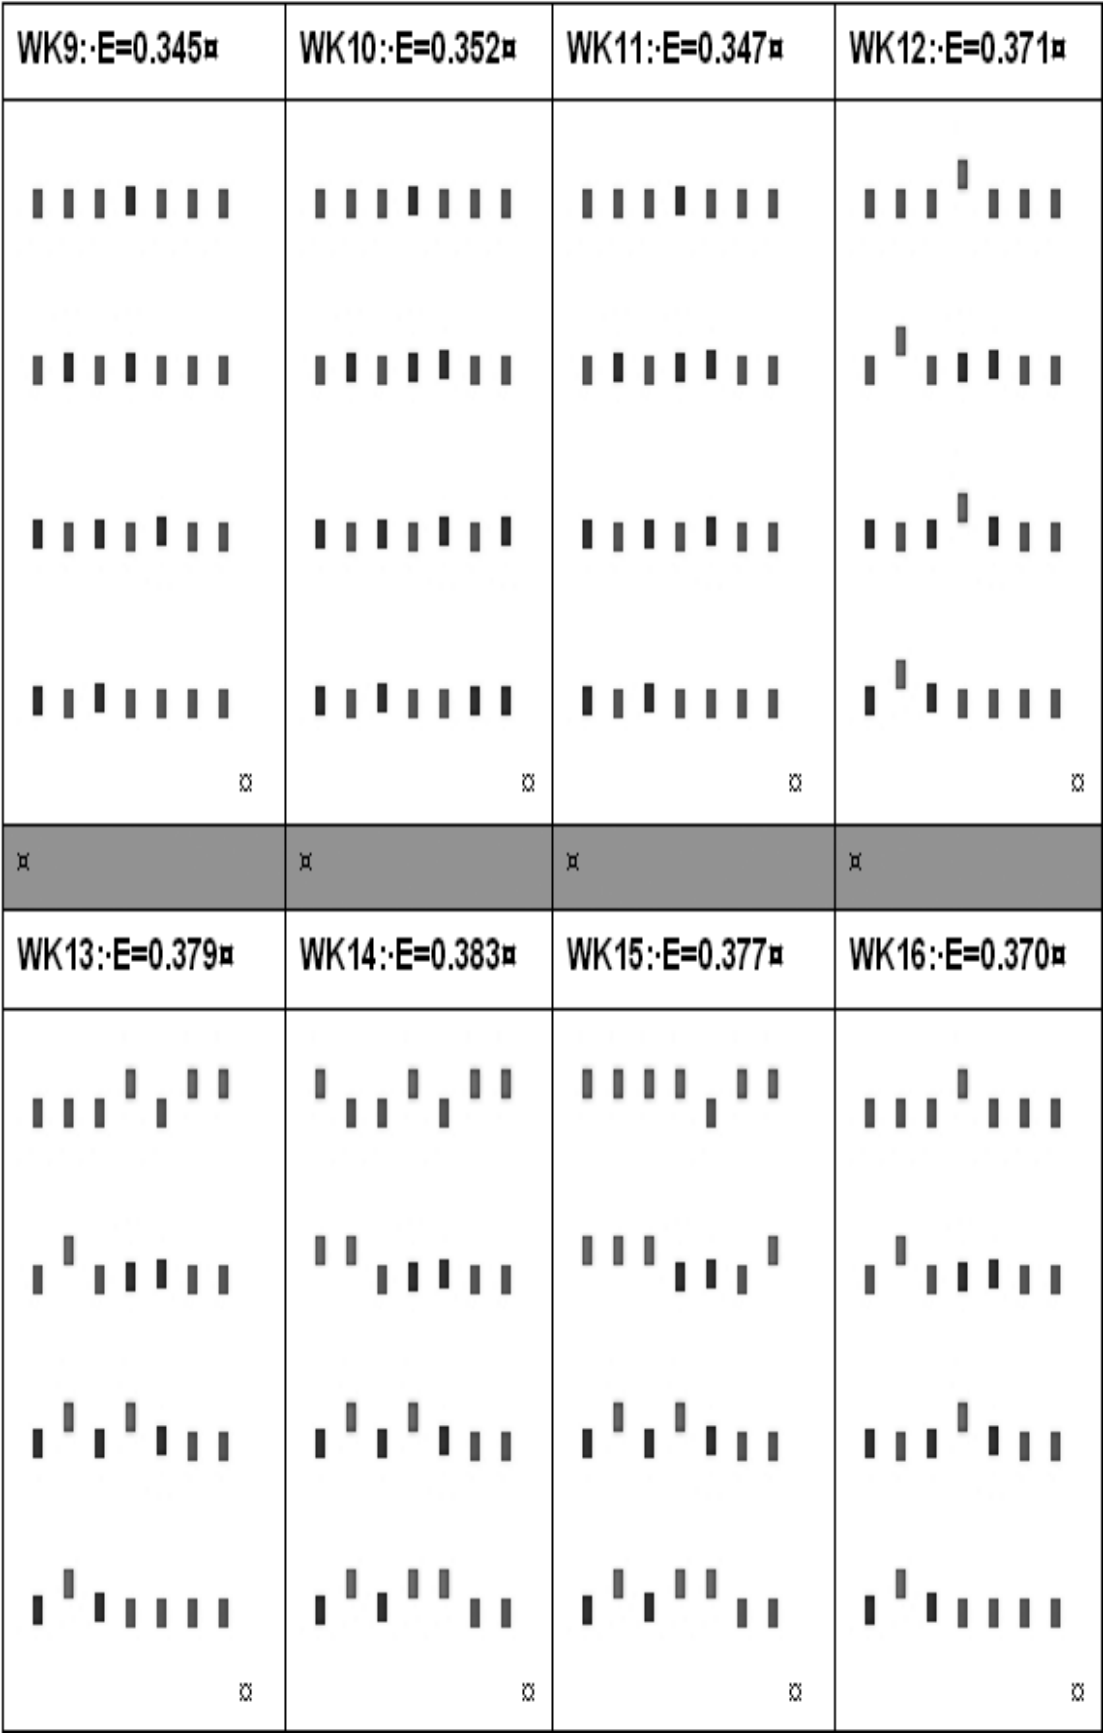 WK9:·E=0.345¤ WK10:·E=0.352¤ WK11:·E=0.347¤ WK12:·E=0.371¤
¤ ¤ ¤ ¤
¤ ¤ ¤ ¤
WK13:·E=0.379¤ WK14:·E=0.383¤ WK15:·E=0.377¤ WK16:·E=0.370¤
¤ ¤ ¤ ¤